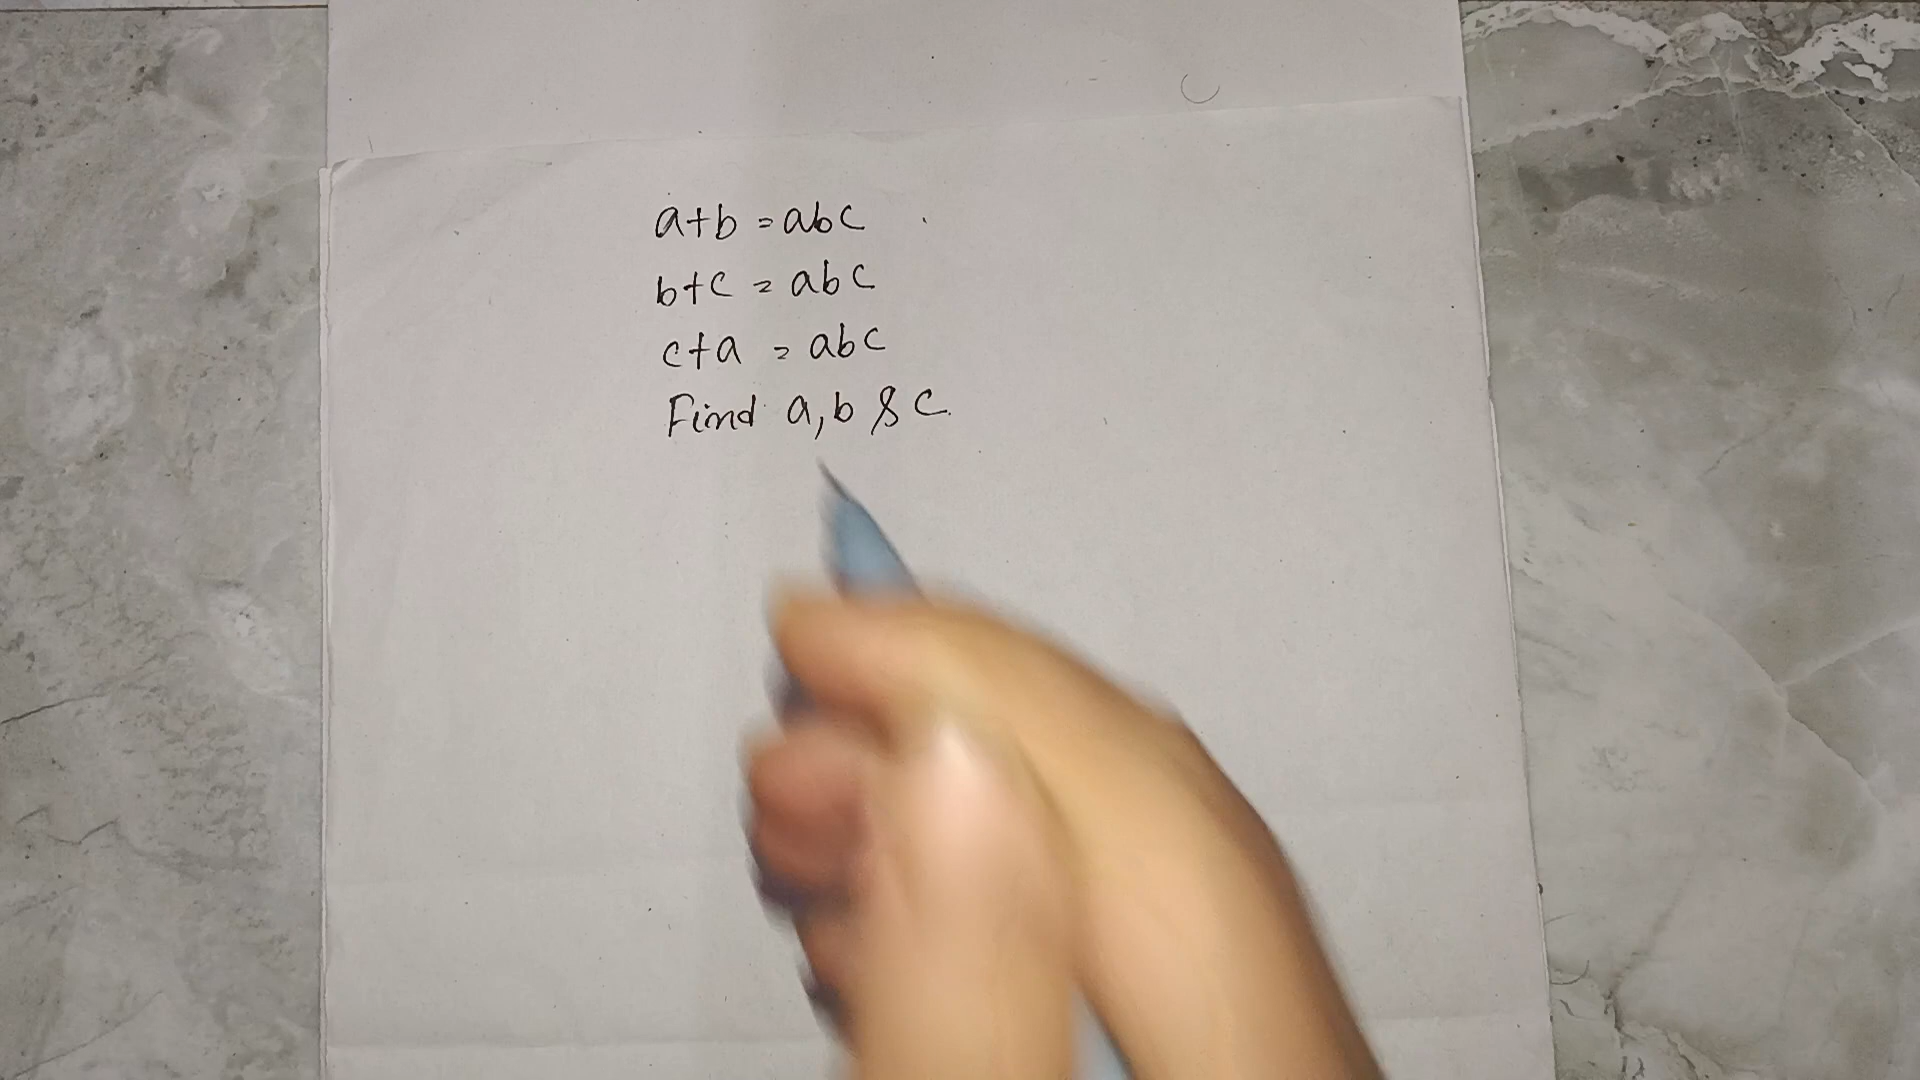 a+b = abc
b+c = abc
c+a = abc
Find a, b & c.